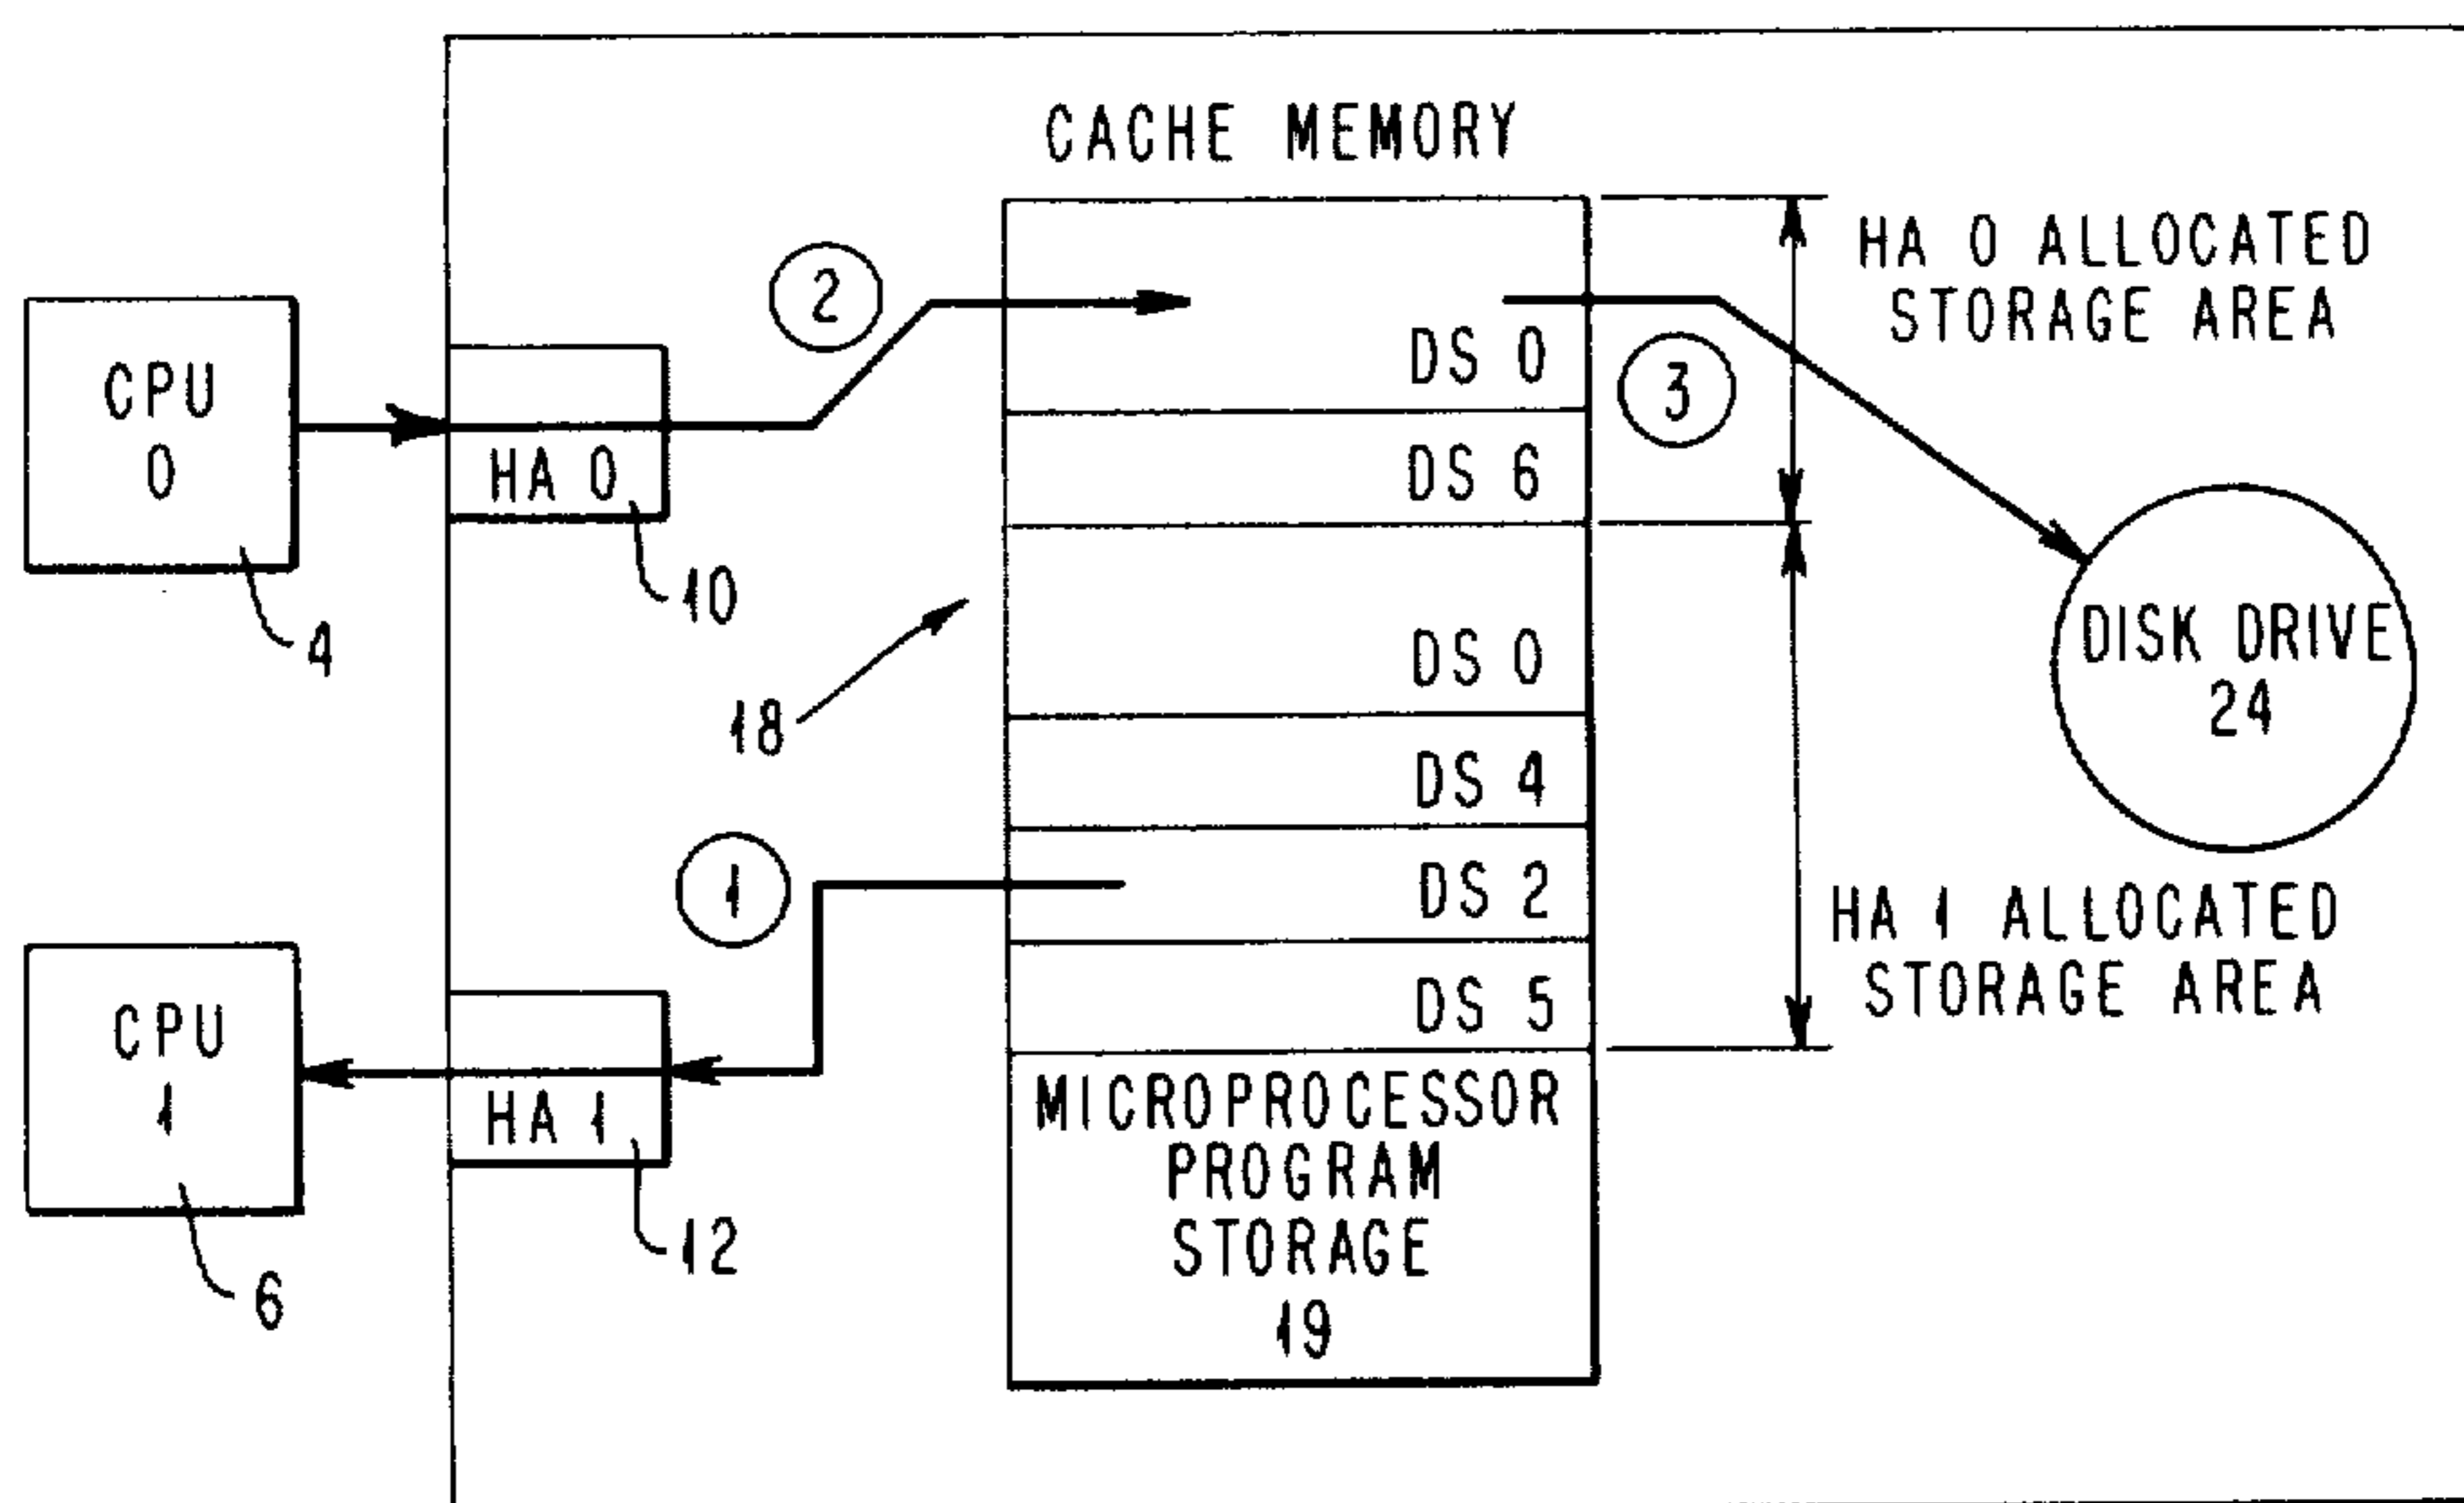 CACHE MEMORY
CPU
0
4
HA 0
10
2
DS 0
DS 6
3
HA 0 ALLOCATED
STORAGE AREA
18
DS 0
DS 4
DS 2
DS 5
DISK DRIVE
24
1
HA 1 ALLOCATED
STORAGE AREA
CPU
1
6
HA 1
12
MICROPROCESSOR
PROGRAM
STORAGE
19